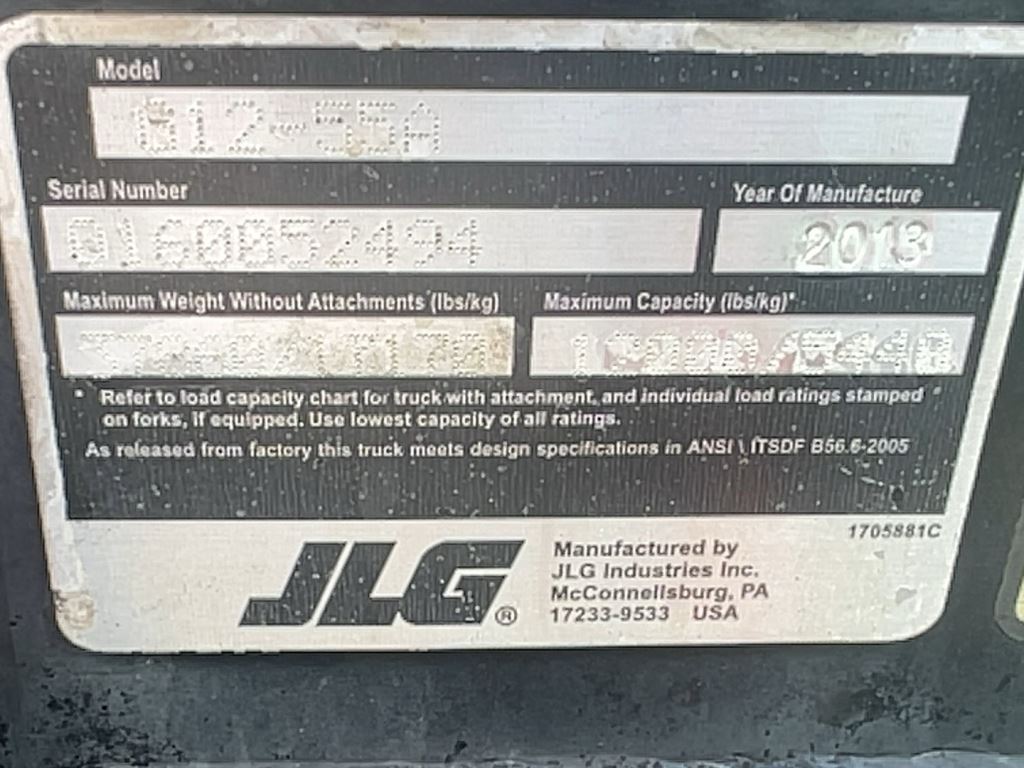 Model
G12-55A
Serial Number
0160052494
Year Of Manufacture
2013
Maximum Weight Without Attachments (lbs/kg)
Maximum Capacity (lbs/kg)*
* Refer to load capacity chart for truck with attachment, and individual load ratings stamped
on forks, if equipped. Use lowest capacity of all ratings.
As released from factory this truck meets design specifications in ANSI \ ITSDF B56.6-2005
1705881C
JLG®
Manufactured by
JLG Industries Inc.
McConnellsburg, PA
17233-9533 USA